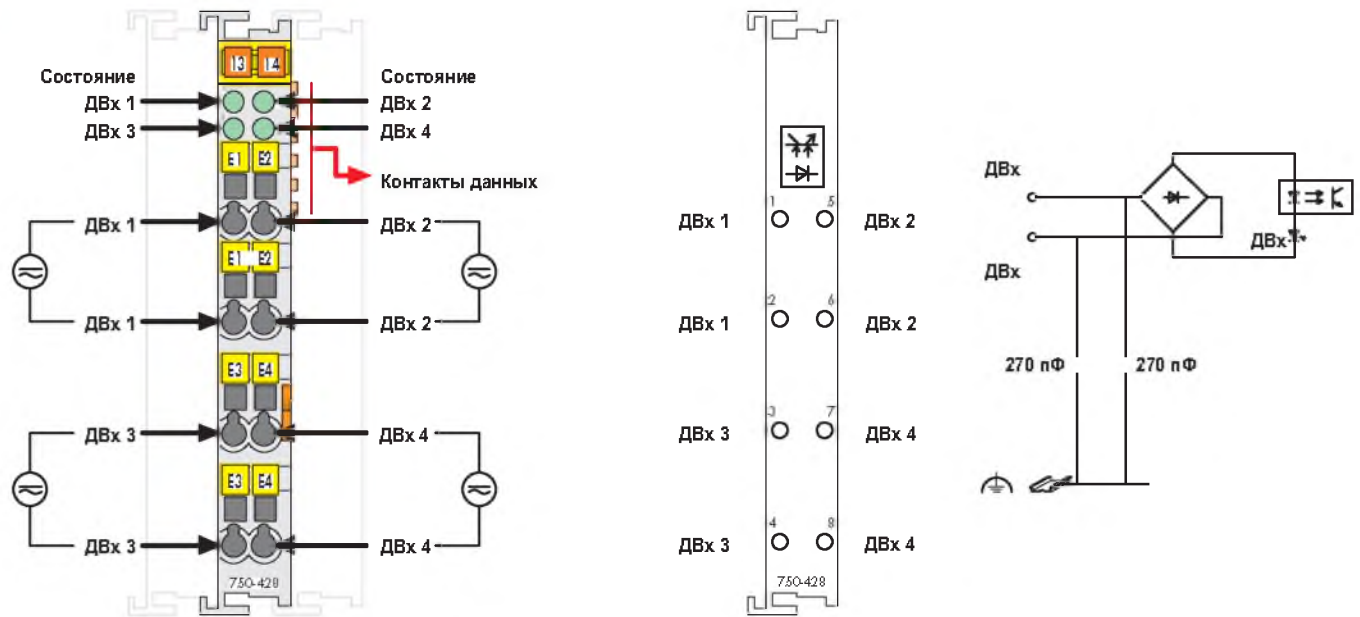 13 14
Состояние
ДВх 1
ДВх 3
Состояние
ДВх 2
ДВх 4
E1 E2
Контакты данных
ДВх 1
ДВх 2
E1 E2
ДВх 1
ДВх 2
E3 E4
ДВх 3
ДВх 4
E3 E4
ДВх 3
ДВх 4
750-428
1 5
ДВх 1
ДВх 2
2 6
ДВх 1
ДВх 2
3 7
ДВх 3
ДВх 4
4 8
ДВх 3
ДВх 4
750-428
ДВх
ДВх
ДВх
270 пФ
270 пФ